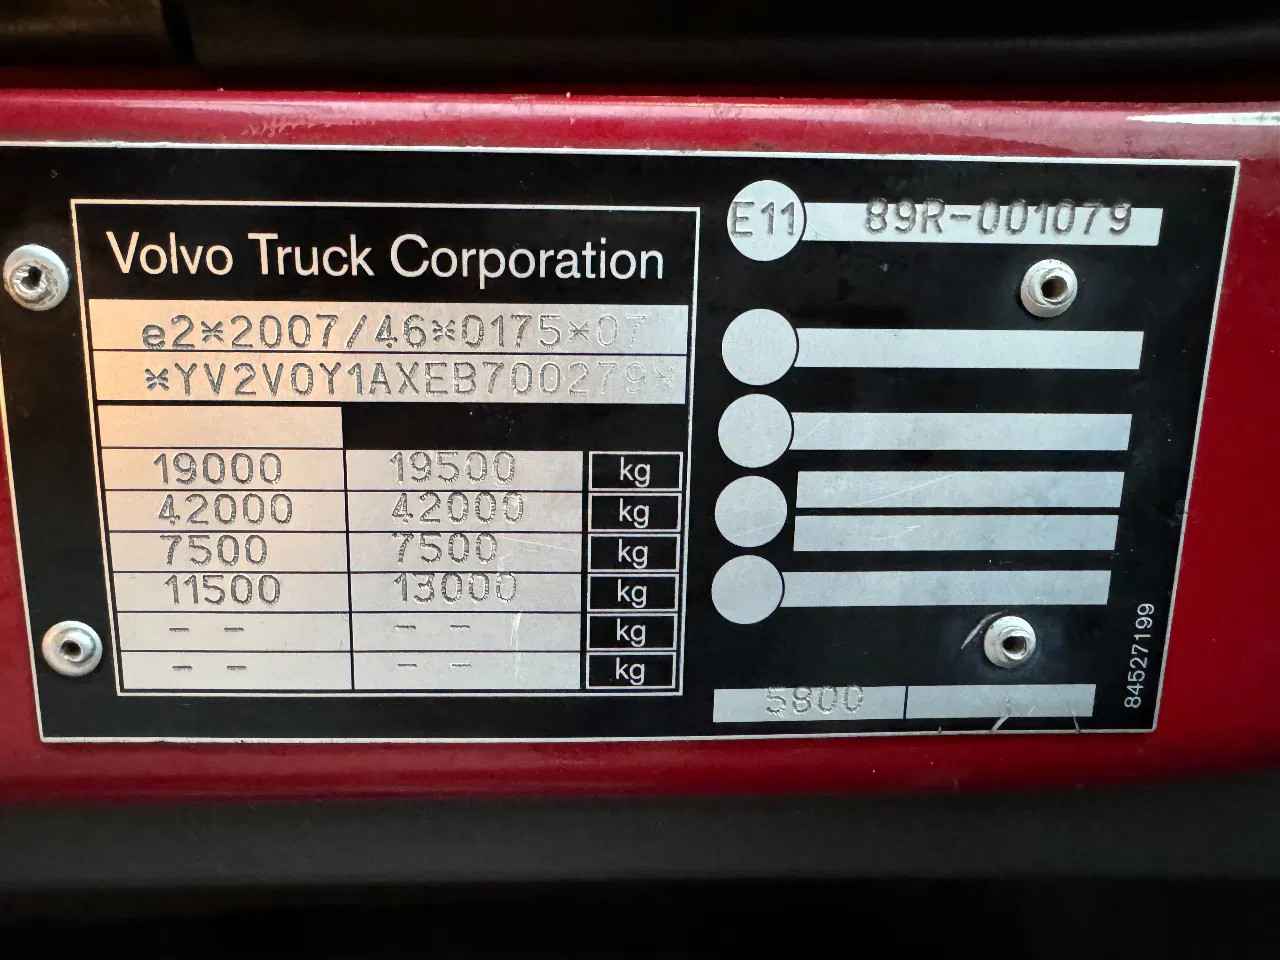 Volvo Truck Corporation
e2*2007/46*0175*07
*YV2V0Y1AXEB700279*
19000 19500 kg
42000 42000 kg
7500 7500 kg
11500 13000 kg
-- -- kg
-- -- kg
E11 89R-001079
5800
84527199